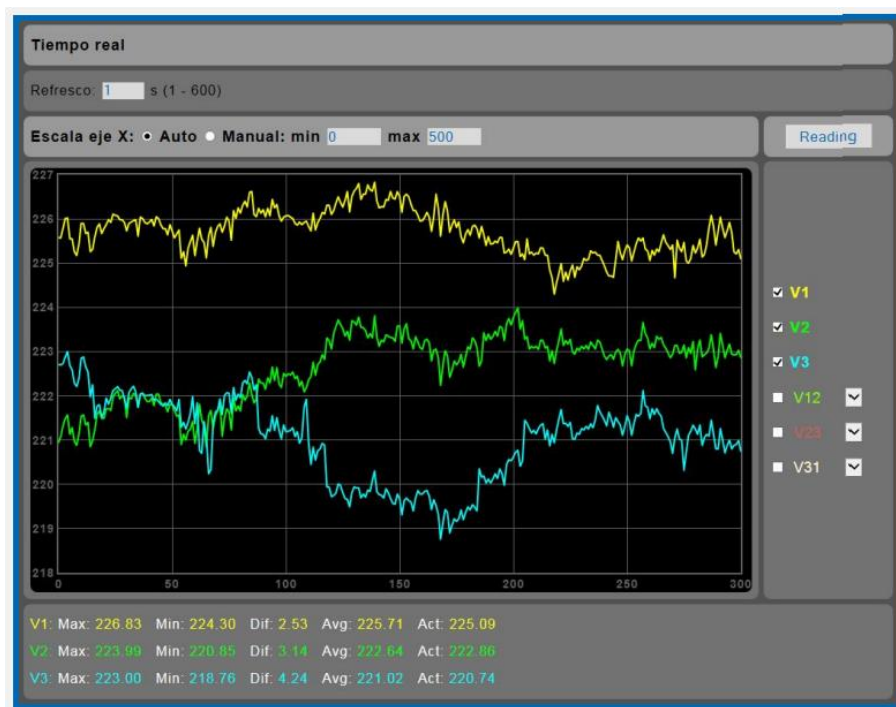 Tiempo real
Refresco: 1 s (1 - 600)
Escala eje X: Auto Manual: min 0 max 500
Reading
227
226
225
224
223
222
221
220
219
218
0 50 100 150 200 250 300
V1
V2
V3
V12
V23
V31
V1: Max: 226.83 Min: 224.30 Dif: 2.53 Avg: 225.71 Act: 225.09
V2: Max: 223.99 Min: 220.85 Dif: 3.14 Avg: 222.64 Act: 222.86
V3: Max: 223.00 Min: 218.76 Dif: 4.24 Avg: 221.02 Act: 220.74